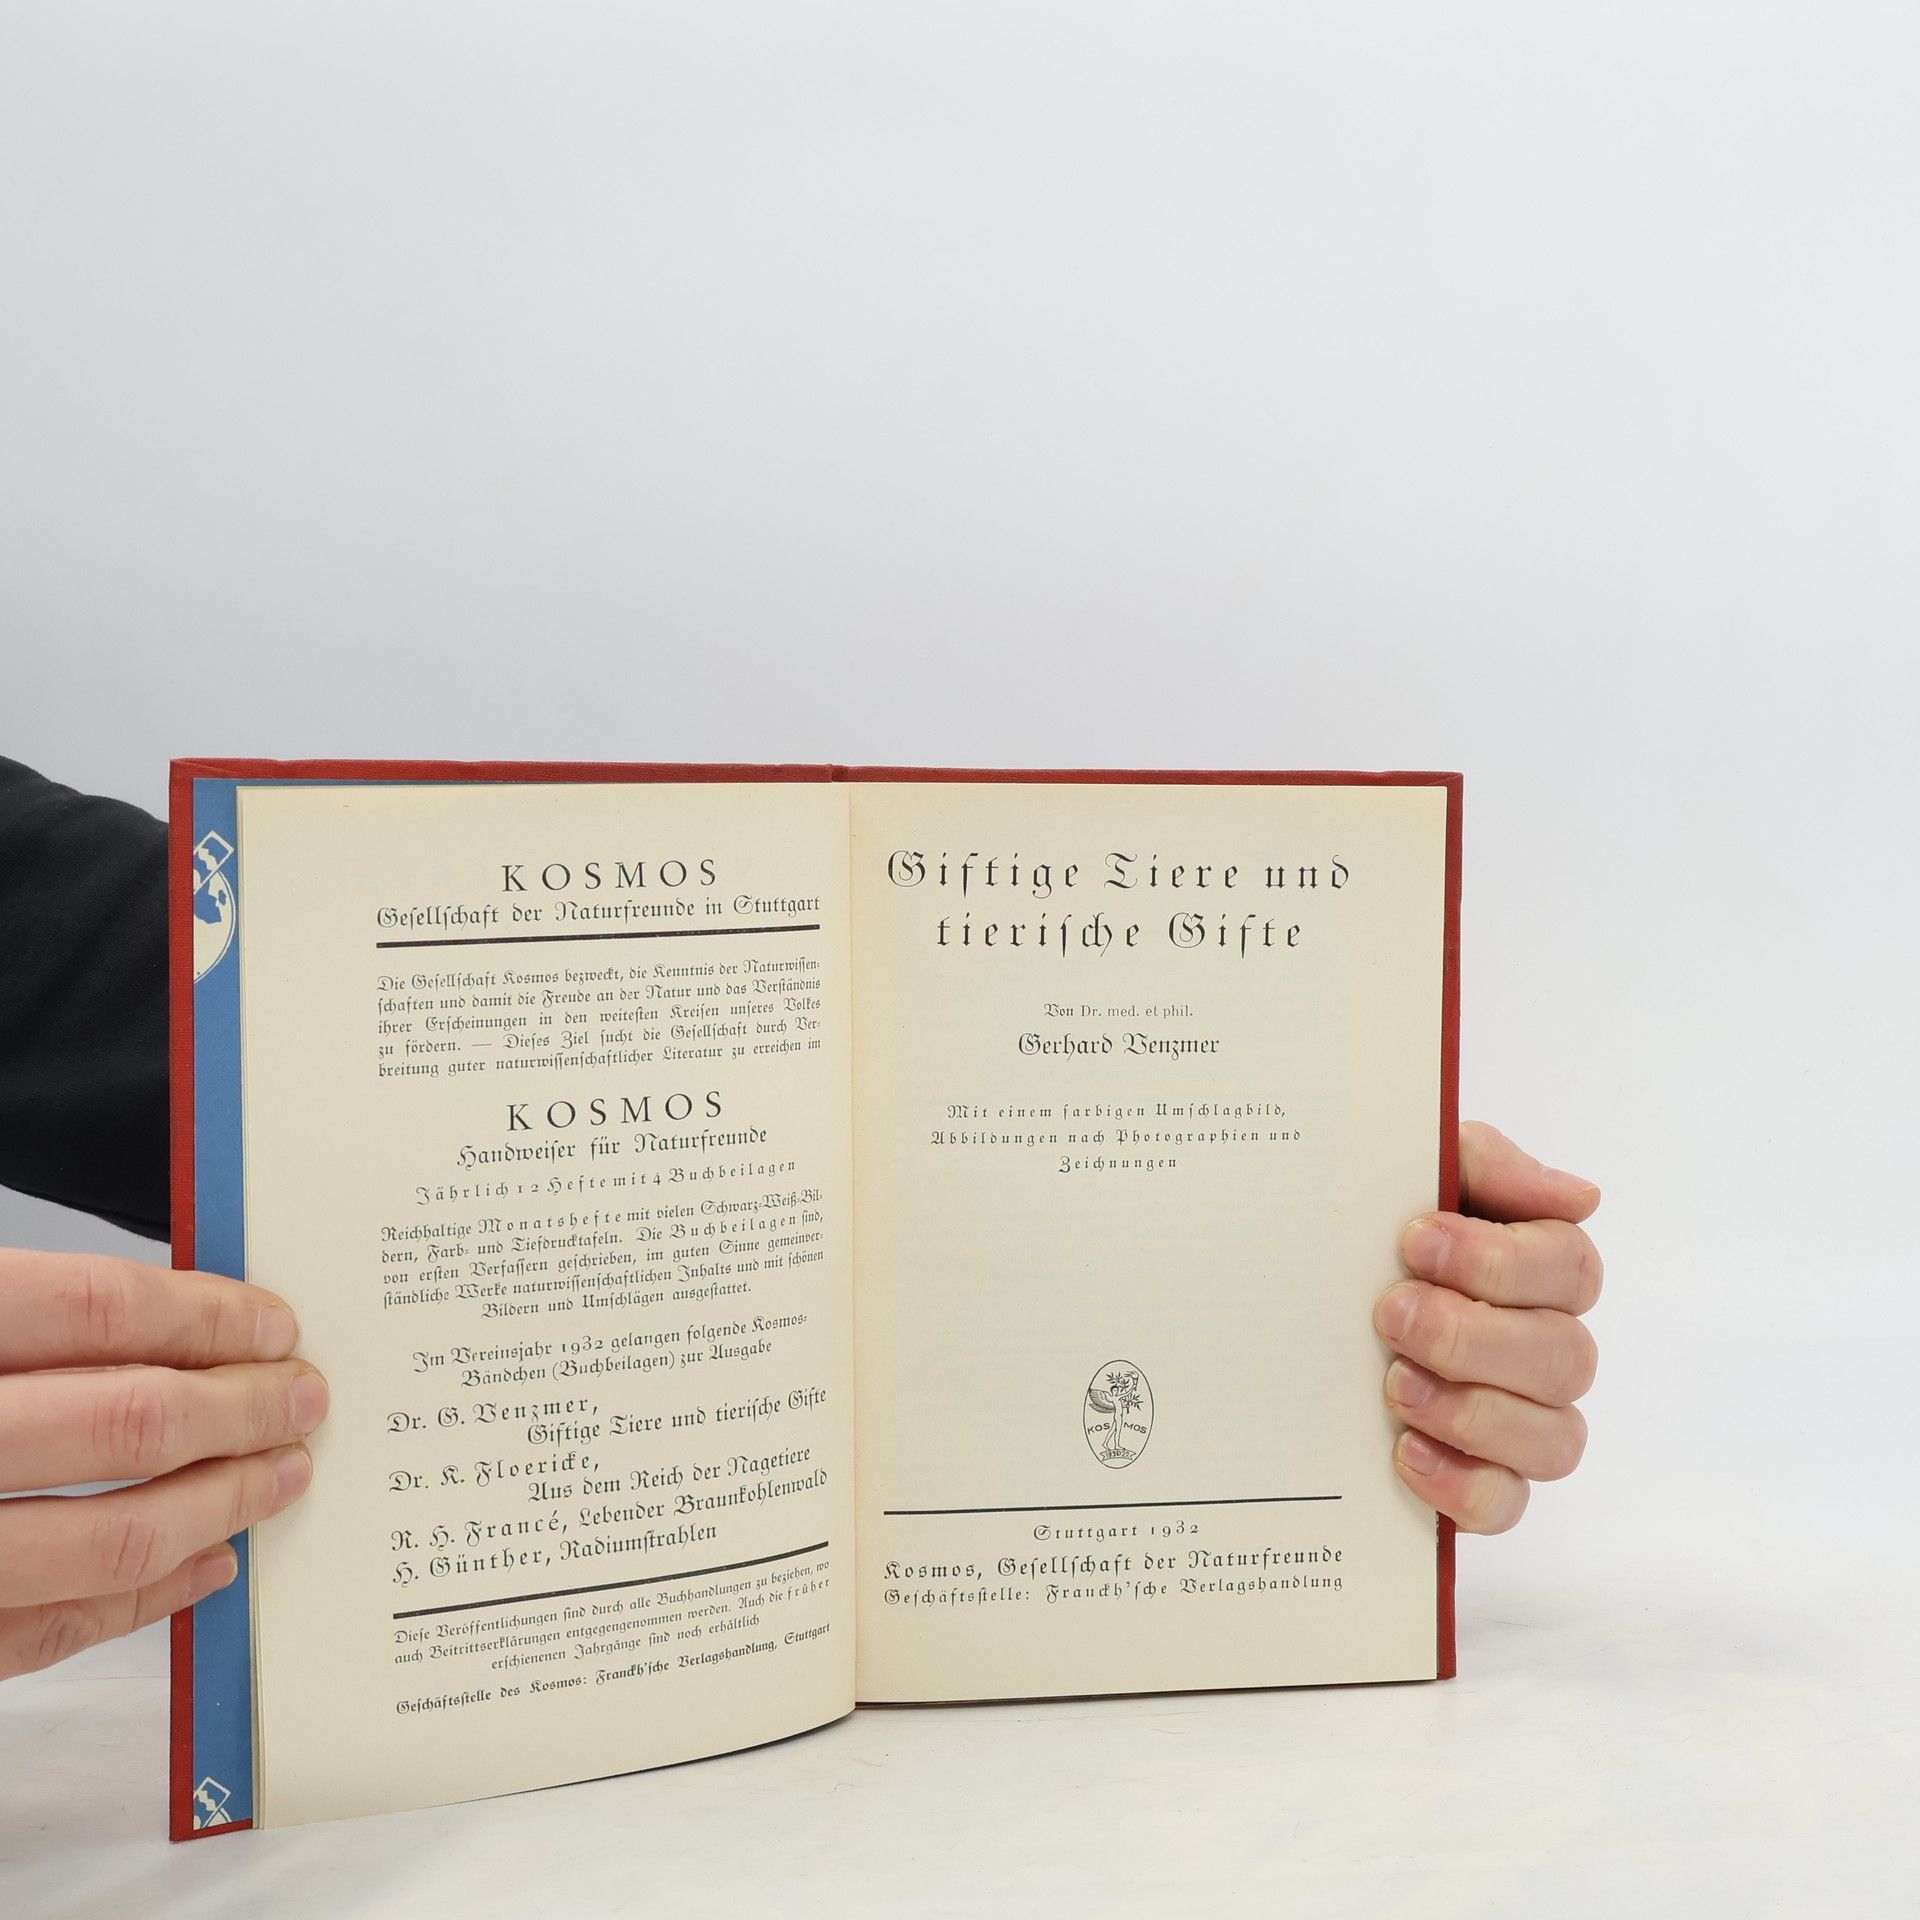 KOSMOS
Gesellschaft der Naturfreunde in Stuttgart
Die Gesellschaft Kosmos bezweckt, die Kenntnis der Naturwissen-
schaften und damit die Freude an der Natur und das Verständnis
ihrer Erscheinungen in den weitesten Kreisen unseres Volkes
zu fördern. — Dieses Ziel sucht die Gesellschaft durch Ver-
breitung guter naturwissenschaftlicher Literatur zu erreichen im
KOSMOS
Handweiser für Naturfreunde
Jährlich 12 Hefte mit 4 Buchbeilagen
Reichhaltige Monatshefte mit vielen Schwarz-Weiß-Bil-
dern, Farb- und Tiefdrucktafeln. Die Buchbeilagen sind,
von ersten Verfassern geschrieben, im guten Sinne gemeinver-
ständliche Werke naturwissenschaftlichen Inhalts und mit schönen
Bildern und Umschlägen ausgestattet.
Im Vereinsjahr 1932 gelangen folgende Kosmos-
Bändchen (Buchbeilagen) zur Ausgabe
Dr. G. Venzmer,
Giftige Tiere und tierische Gifte
Dr. K. Floericke,
Aus dem Reich der Nagetiere
R. H. Francé, Lebender Braunkohlenwald
H. Günther, Radiumstrahlen
Diese Veröffentlichungen sind durch alle Buchhandlungen zu beziehen, wo
auch Beitrittserklärungen entgegengenommen werden. Auch die früher
erschienenen Jahrgänge sind noch erhältlich
Geschäftsstelle des Kosmos: Franckh'sche Verlagshandlung, Stuttgart
Giftige Tiere und
tierische Gifte
Von Dr. med. et phil.
Gerhard Venzmer
Mit einem farbigen Umschlagbild,
Abbildungen nach Photographien und
Zeichnungen
KOSMOS
Stuttgart 1932
Kosmos, Gesellschaft der Naturfreunde
Geschäftsstelle: Franckh'sche Verlagshandlung